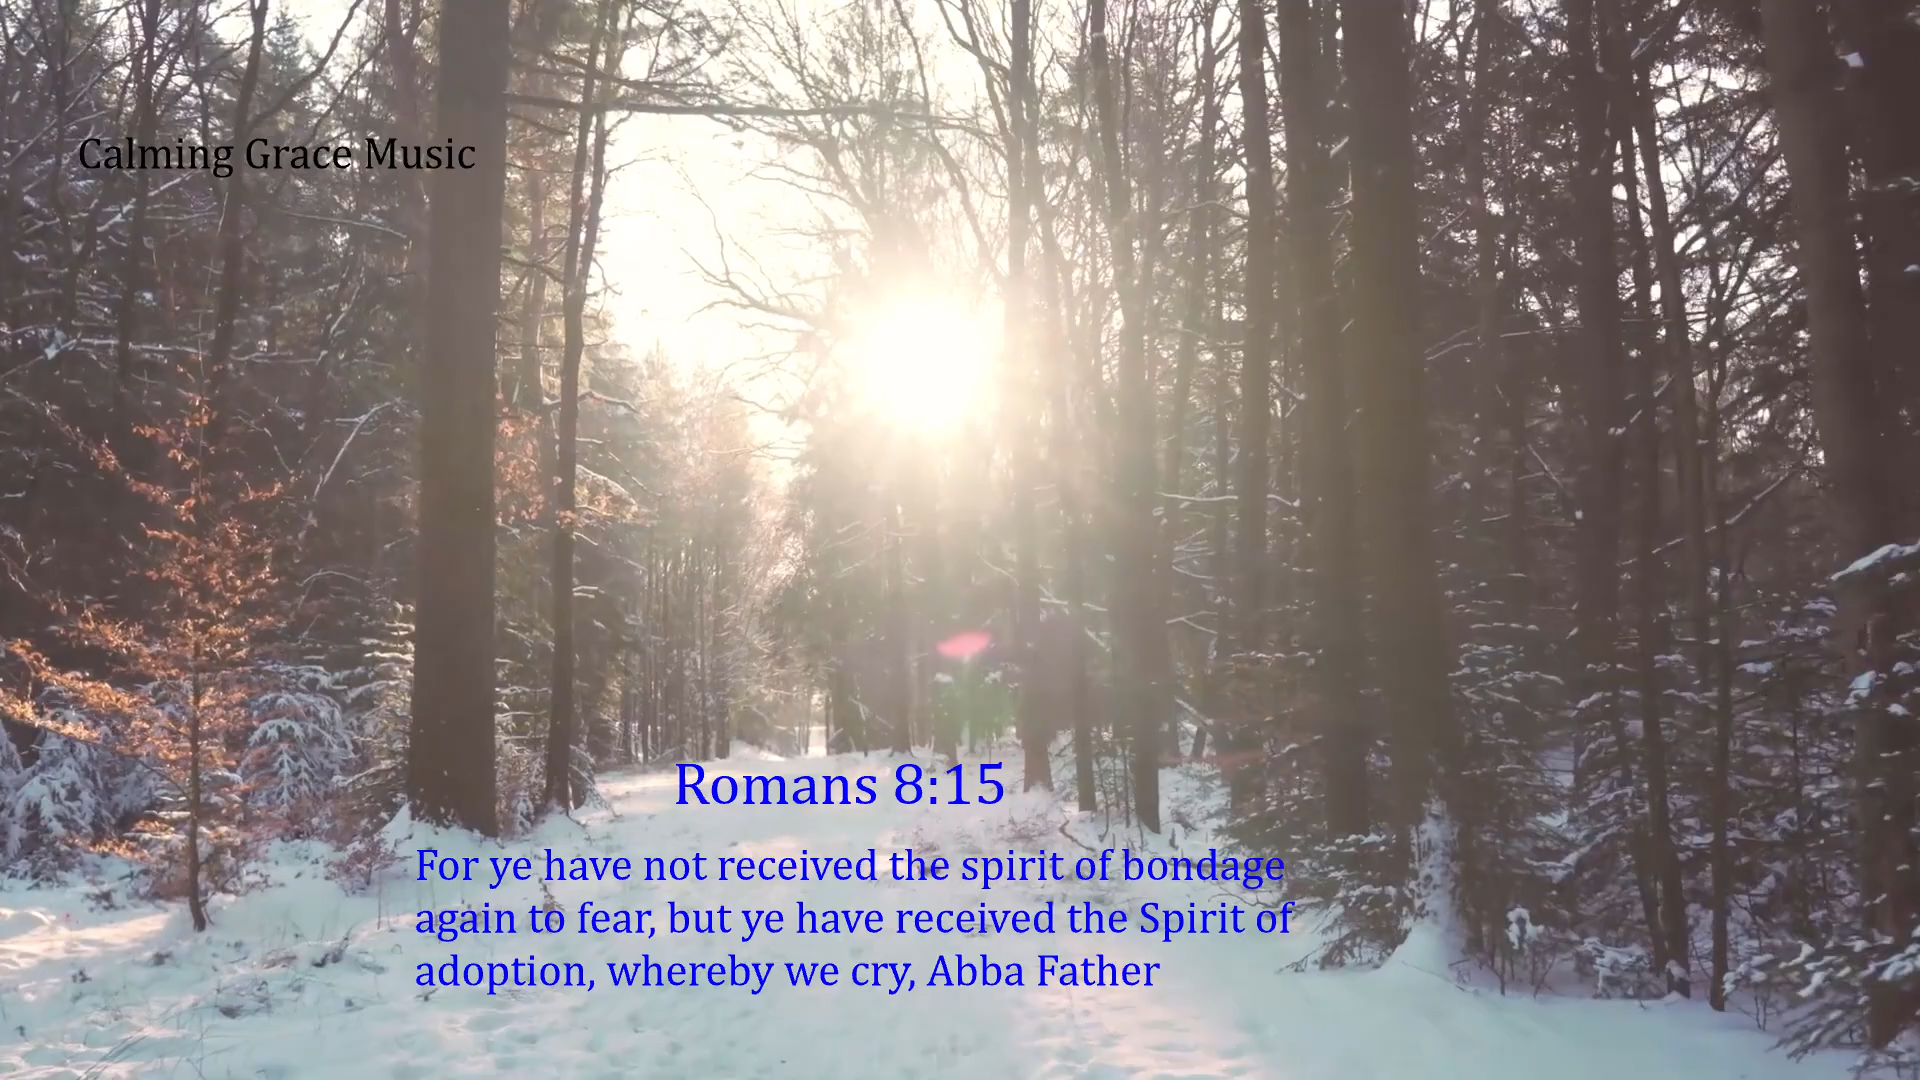 Calming Grace Music
Romans 8:15
For ye have not received the spirit of bondage
again to fear, but ye have received the Spirit of
adoption, whereby we cry, Abba Father